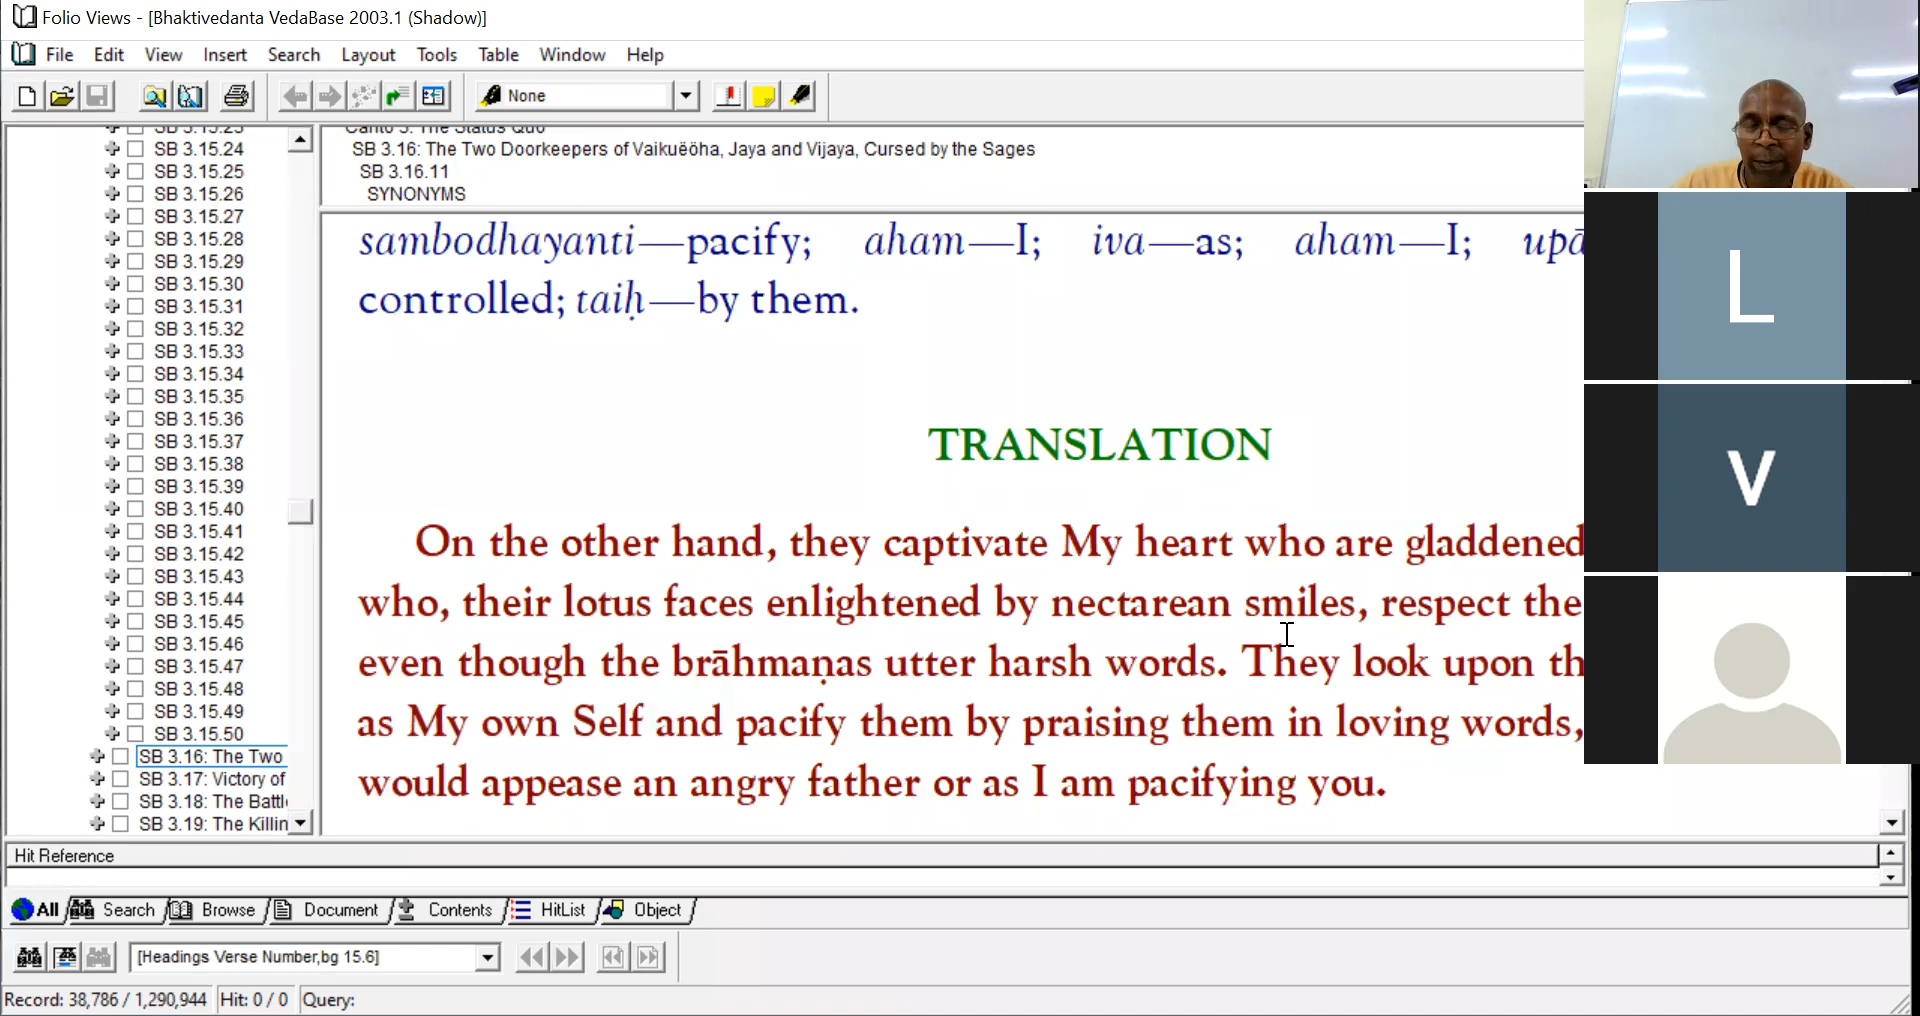 Folio Views - [Bhaktivedanta VedaBase 2003.1 (Shadow)]
File Edit View Insert Search Layout Tools Table Window Help
None
SB 3.15.23
SB 3.15.24
SB 3.15.25
SB 3.15.26
SB 3.15.27
SB 3.15.28
SB 3.15.29
SB 3.15.30
SB 3.15.31
SB 3.15.32
SB 3.15.33
SB 3.15.34
SB 3.15.35
SB 3.15.36
SB 3.15.37
SB 3.15.38
SB 3.15.39
SB 3.15.40
SB 3.15.41
SB 3.15.42
SB 3.15.43
SB 3.15.44
SB 3.15.45
SB 3.15.46
SB 3.15.47
SB 3.15.48
SB 3.15.49
SB 3.15.50
SB 3.16: The Two
SB 3.17: Victory of
SB 3.18: The Battl
SB 3.19: The Killin
Canto 3: The Status Quo
SB 3.16: The Two Doorkeepers of Vaikuëöha, Jaya and Vijaya, Cursed by the Sages
SB 3.16.11
SYNONYMS
sambodhayanti—pacify; aham—I; iva—as; aham—I; upā
controlled; taiḥ—by them.
TRANSLATION
On the other hand, they captivate My heart who are gladdened
who, their lotus faces enlightened by nectarean smiles, respect the
even though the brāhmaṇas utter harsh words. They look upon th
as My own Self and pacify them by praising them in loving words,
would appease an angry father or as I am pacifying you.
L
V
Hit Reference
All Search Browse Document Contents HitList Object
[Headings Verse Number,bg 15.6]
Record: 38,786 / 1,290,944 Hit: 0 / 0 Query: